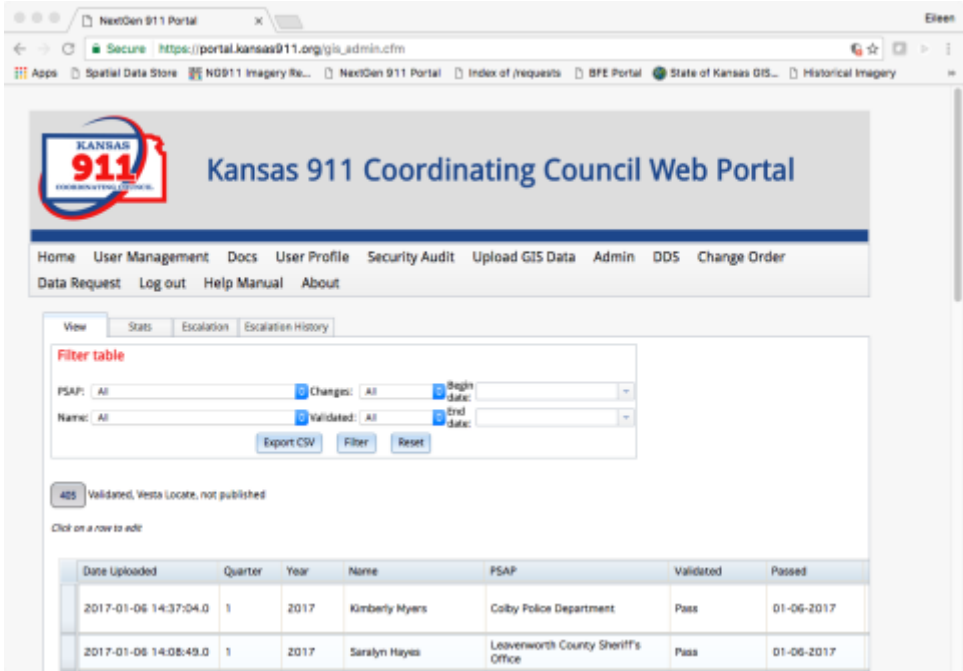 NextGen 911 Portal
Eileen
Secure https://portal.kansas911.org/gis_admin.cfm
Apps Spatial Data Store NG911 Imagery Re... NextGen 911 Portal Index of /requests BFE Portal State of Kansas GIS... Historical Imagery
KANSAS
911
COORDINATING COUNCIL
Kansas 911 Coordinating Council Web Portal
Home User Management Docs User Profile Security Audit Upload GIS Data Admin DDS Change Order
Data Request Log out Help Manual About
View Stats Escalation Escalation History
Filter table
PSAP: All Changes: All Begin date:
Name: All Validated: All End date:
Export CSV Filter Reset
405 Validated, Vesta Locate, not published
Click on a row to edit
Date Uploaded Quarter Year Name PSAP Validated Passed
2017-01-06 14:37:04.0 1 2017 Kimberly Myers Colby Police Department Pass 01-06-2017
2017-01-06 14:08:49.0 1 2017 Saralyn Hayes Leavenworth County Sheriff's Office Pass 01-06-2017